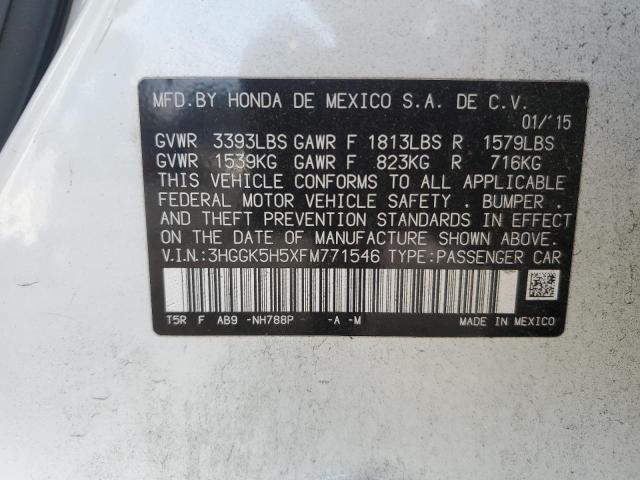 MFD.BY HONDA DE MEXICO S.A. DE C.V.
01/'15
GVWR 3393LBS GAWR F 1813LBS R 1579LBS
GVWR 1539KG GAWR F 823KG R 716KG
THIS VEHICLE CONFORMS TO ALL APPLICABLE
FEDERAL MOTOR VEHICLE SAFETY . BUMPER .
AND THEFT PREVENTION STANDARDS IN EFFECT
ON THE DATE OF MANUFACTURE SHOWN ABOVE.
V.I.N:3HGGK5H5XFM771546 TYPE:PASSENGER CAR
T5R F AB9 -NH788P -A -M MADE IN MEXICO